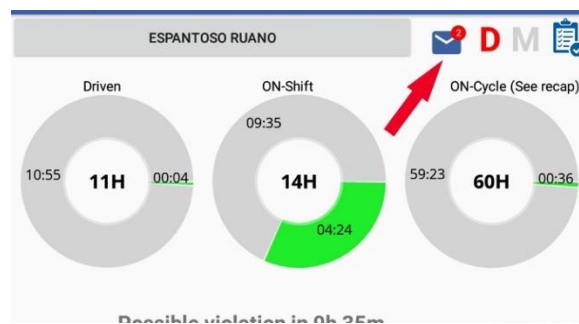 ESPANTOSO RUANO
2
D M
Driven
ON-Shift
ON-Cycle (See recap)
10:55
11H
00:04
09:35
14H
04:24
59:23
60H
00:36
Possible violation in 9h 35m